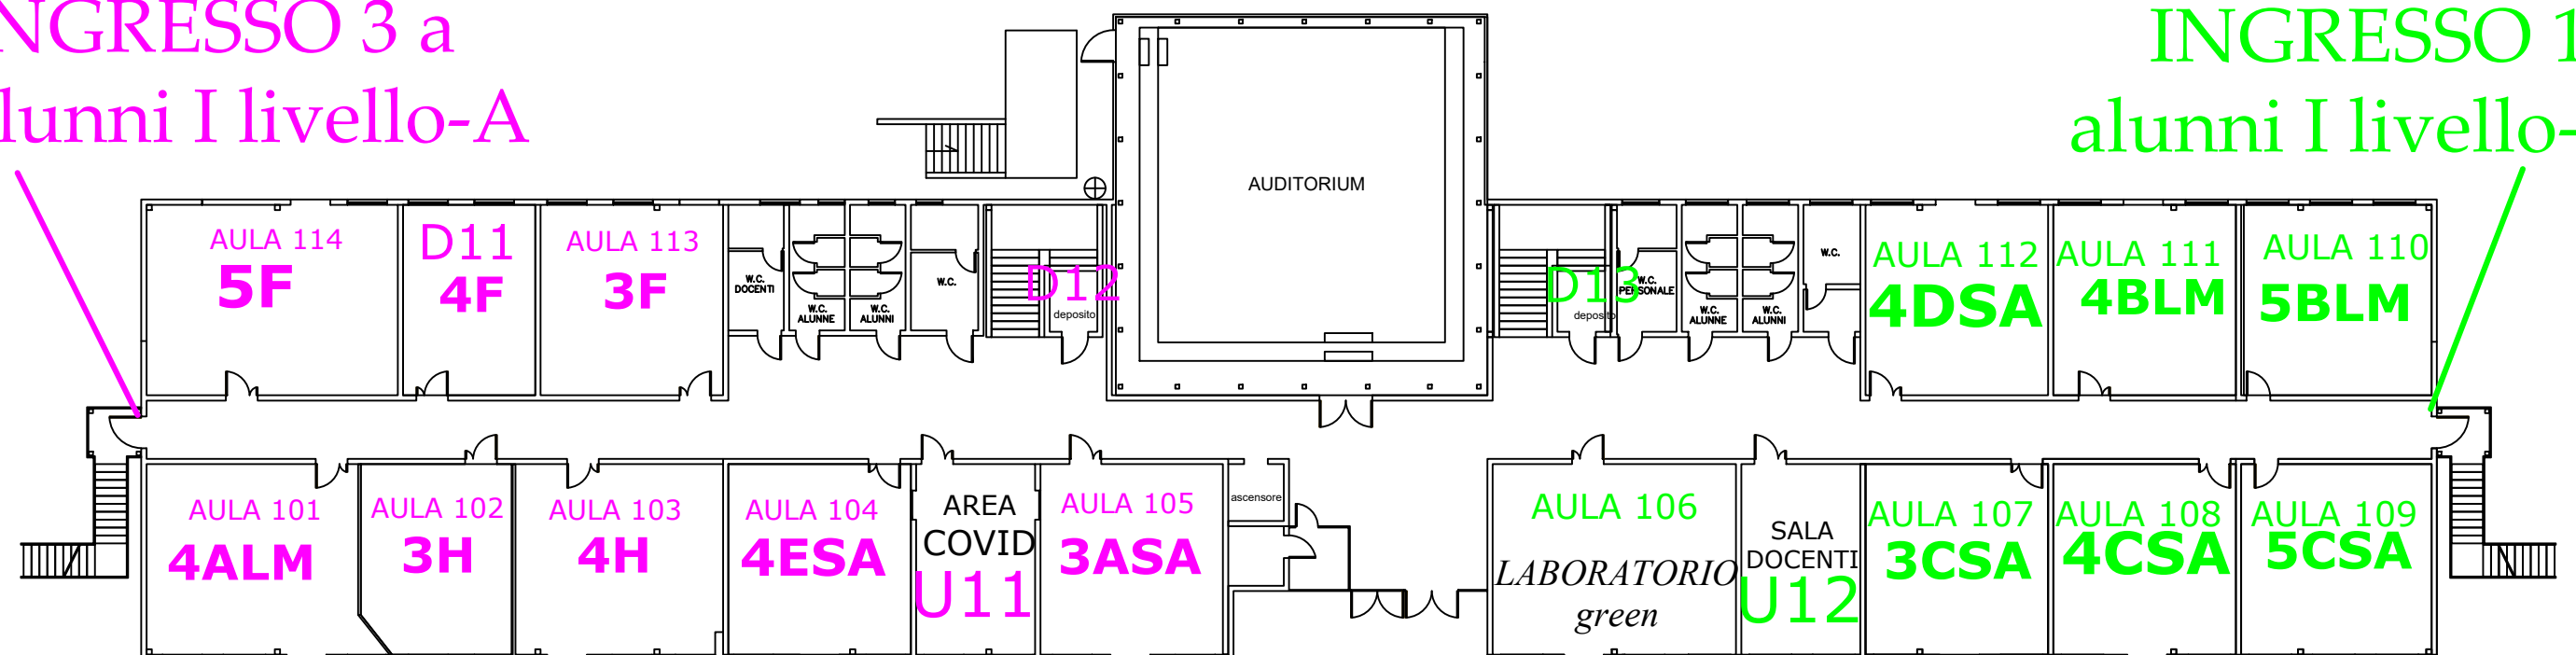 NGRESSO 3 a
lunni I livello-A
INGRESSO 1
alunni I livello-
AUDITORIUM
AULA 114
5F
D11
4F
AULA 113
3F
W.C.
DOCENTI
W.C.
ALUNNE
W.C.
ALUNNI
W.C.
D12
deposito
D13
deposito
W.C.
PERSONALE
W.C.
ALUNNE
W.C.
ALUNNI
W.C.
AULA 112
4DSA
AULA 111
4BLM
AULA 110
5BLM
AULA 101
4ALM
AULA 102
3H
AULA 103
4H
AULA 104
4ESA
AREA
COVID
U11
AULA 105
3ASA
ascensore
AULA 106
LABORATORIO
green
SALA
DOCENTI
U12
AULA 107
3CSA
AULA 108
4CSA
AULA 109
5CSA